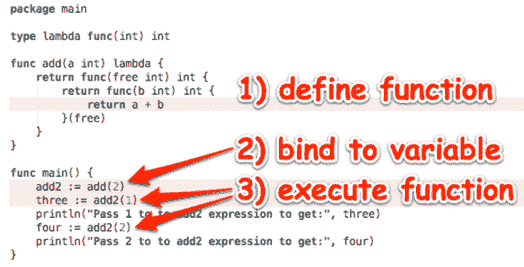 package main
type lambda func(int) int
func add(a int) lambda {
return func(free int) int {
return func(b int) int {
return a + b
}(free)
}
}
1) define function
2) bind to variable
3) execute function
func main() {
add2 := add(2)
three := add2(1)
println("Pass 1 to to add2 expression to get:", three)
four := add2(2)
println("Pass 2 to to add2 expression to get:", four)
}